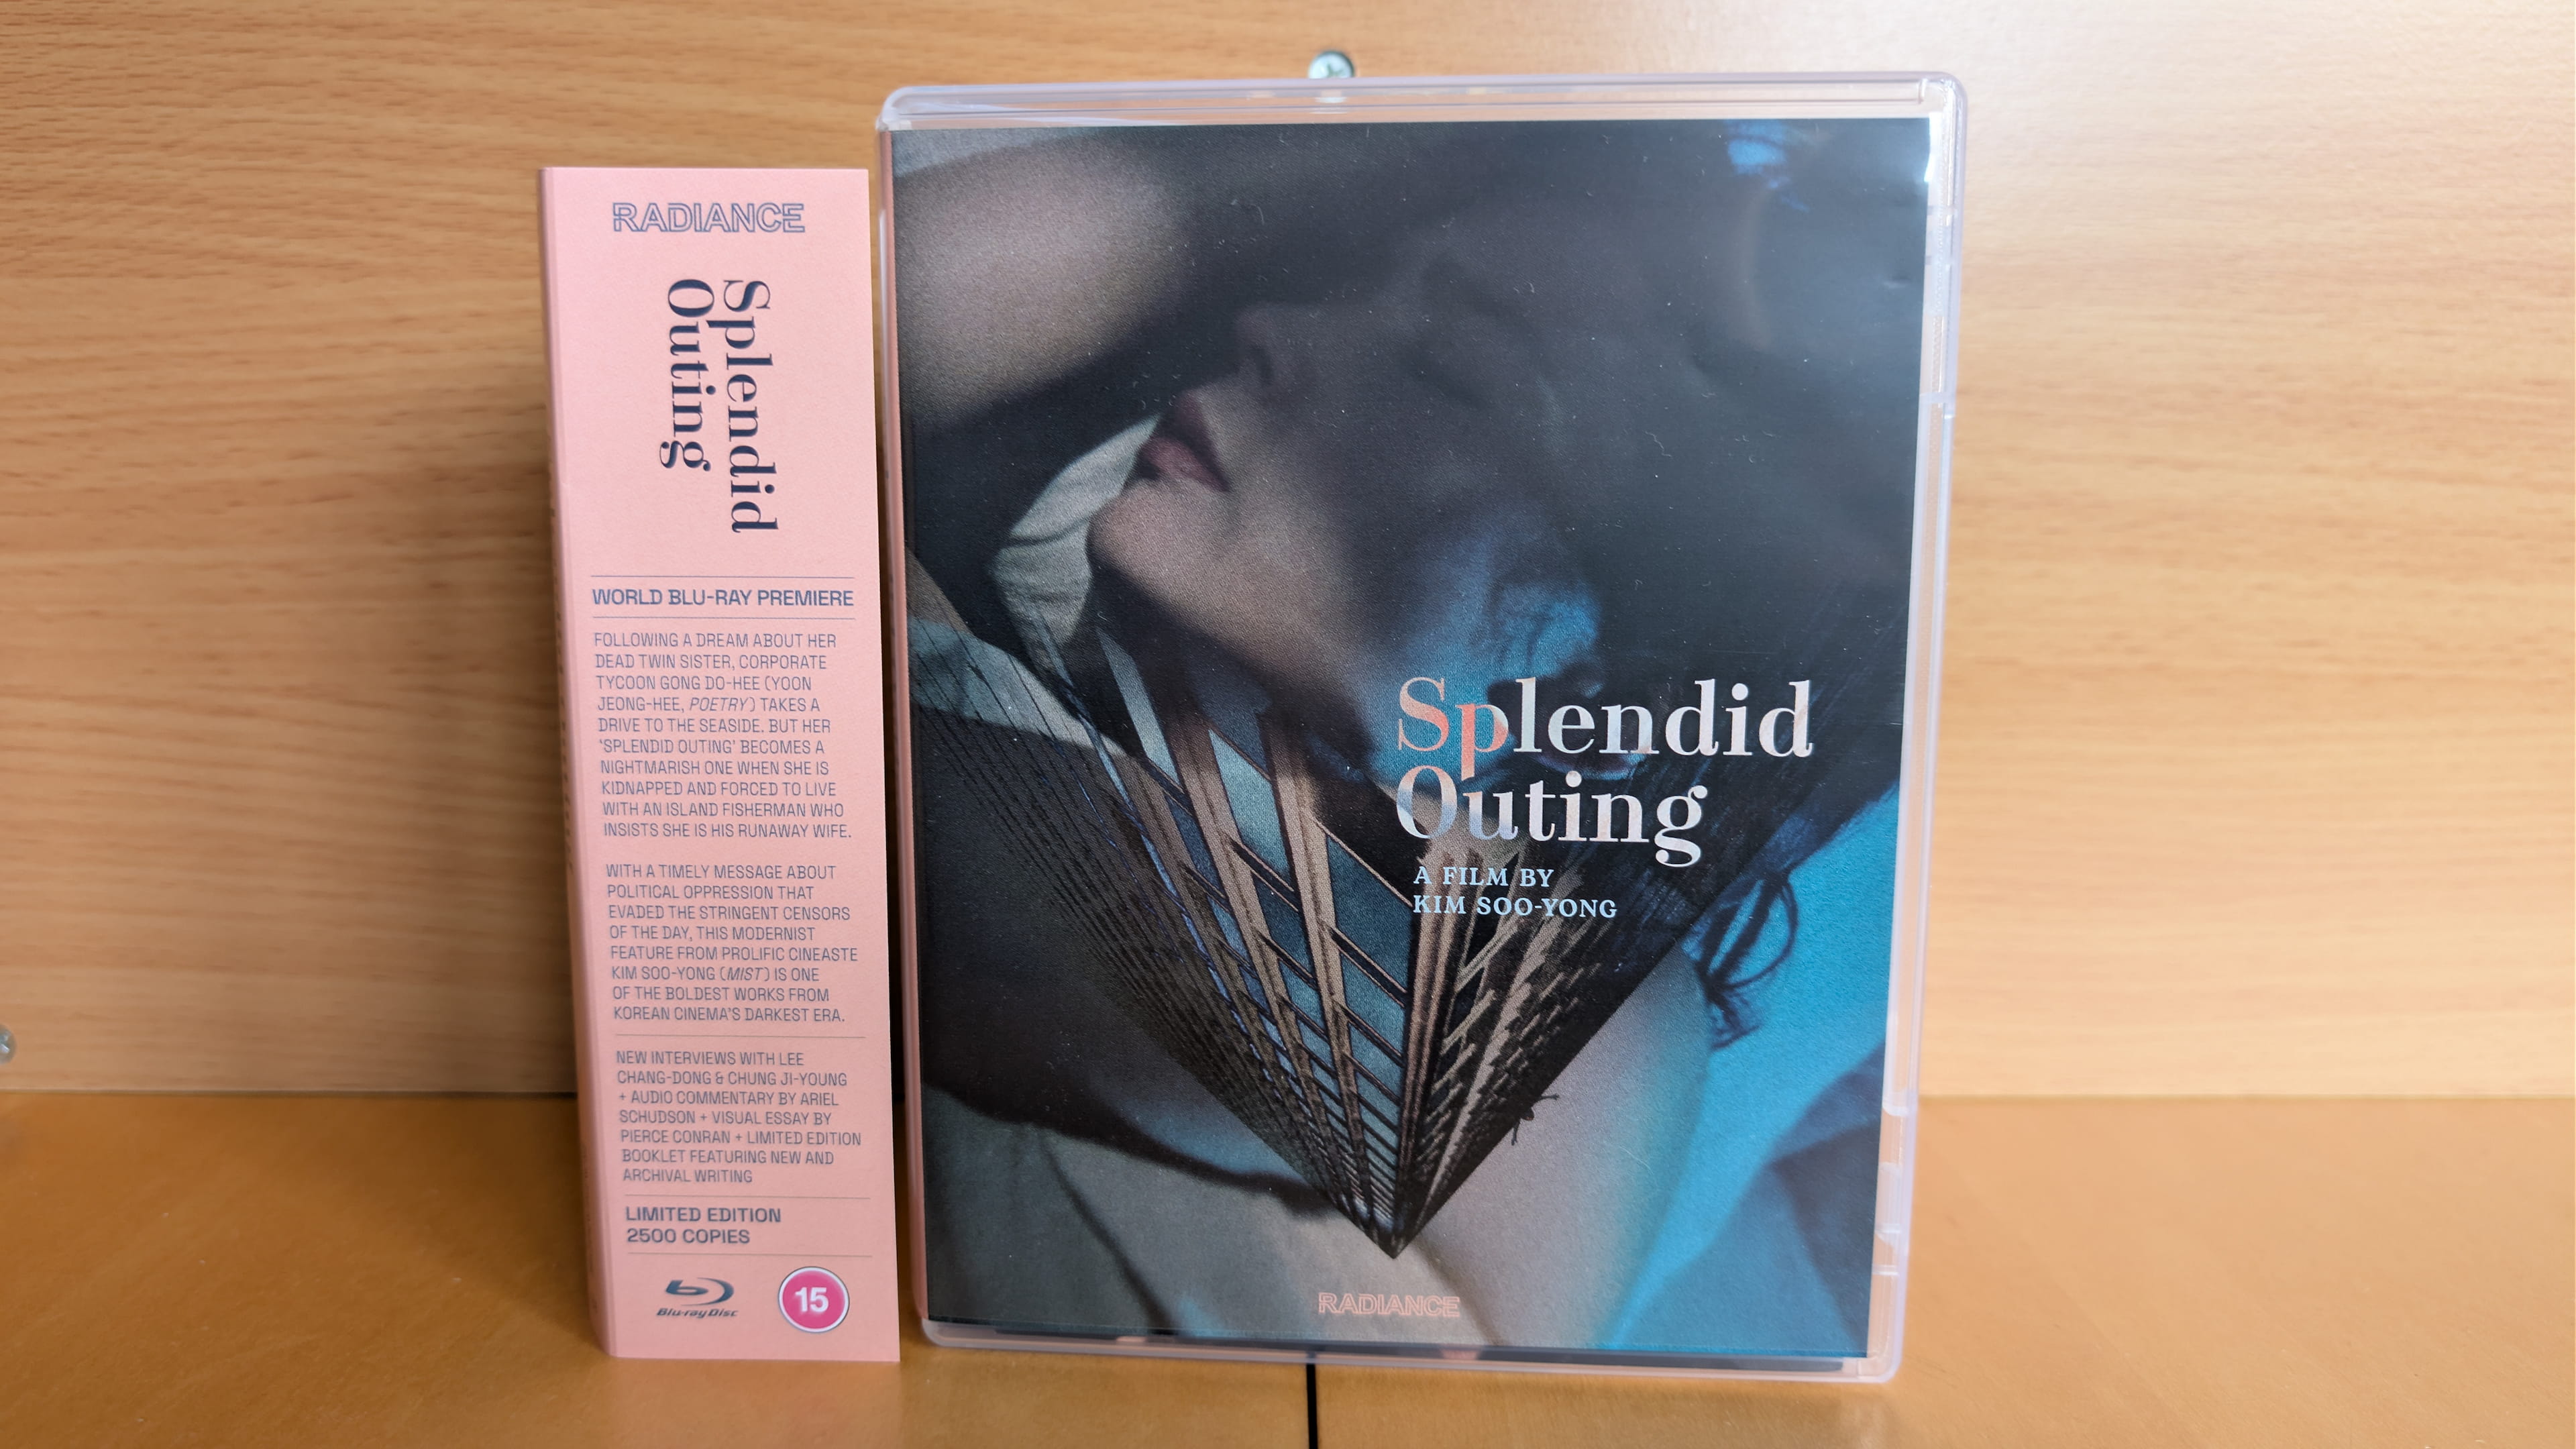 RADIANCE
Splendid
Outing
WORLD BLU-RAY PREMIERE
FOLLOWING A DREAM ABOUT HER
DEAD TWIN SISTER, CORPORATE
TYCOON GONG DO-HEE (YOON
JEONG-HEE, POETRY) TAKES A
DRIVE TO THE SEASIDE. BUT HER
'SPLENDID OUTING' BECOMES A
NIGHTMARISH ONE WHEN SHE IS
KIDNAPPED AND FORCED TO LIVE
WITH AN ISLAND FISHERMAN WHO
INSISTS SHE IS HIS RUNAWAY WIFE.
WITH A TIMELY MESSAGE ABOUT
POLITICAL OPPRESSION THAT
EVADED THE STRINGENT CENSORS
OF THE DAY, THIS MODERNIST
FEATURE FROM PROLIFIC CINEASTE
KIM SOO-YONG (MIST) IS ONE
OF THE BOLDEST WORKS FROM
KOREAN CINEMA'S DARKEST ERA.
NEW INTERVIEWS WITH LEE
CHANG-DONG & CHUNG JI-YOUNG
+ AUDIO COMMENTARY BY ARIEL
SCHUDSON + VISUAL ESSAY BY
PIERCE CONRAN + LIMITED EDITION
BOOKLET FEATURING NEW AND
ARCHIVAL WRITING
LIMITED EDITION
2500 COPIES
Blu-ray Disc
15
Splendid
Outing
A FILM BY
KIM SOO-YONG
RADIANCE